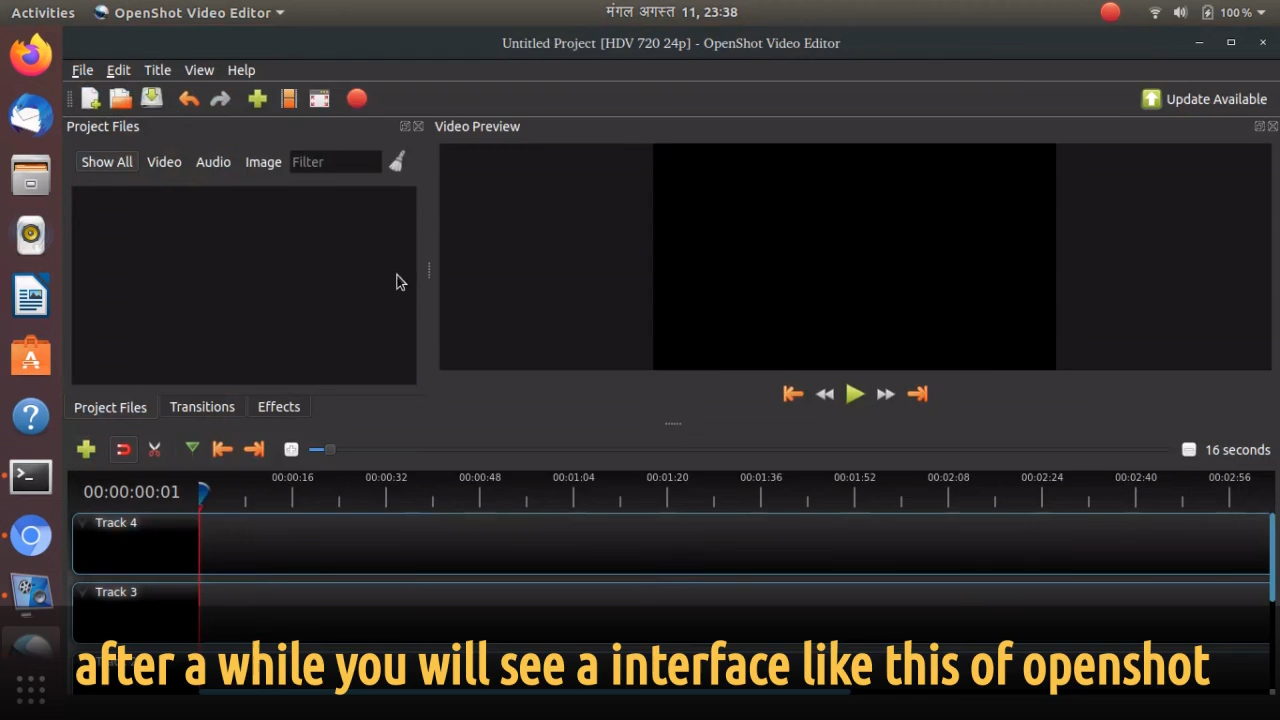 Activities OpenShot Video Editor मंगल अगस्त 11, 23:38 100 %
Untitled Project [HDV 720 24p] - OpenShot Video Editor
File Edit Title View Help
Update Available
Project Files Video Preview
Show All Video Audio Image Filter
Project Files Transitions Effects
16 seconds
00:00:00:01 00:00:16 00:00:32 00:00:48 00:01:04 00:01:20 00:01:36 00:01:52 00:02:08 00:02:24 00:02:40 00:02:56
Track 4
Track 3
after a while you will see a interface like this of openshot